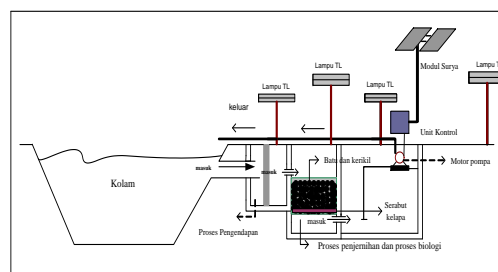 Lampu TL
Modul Surya
Lampu TL
Lampu TL
Lampu TL
keluar
Unit Kontrol
Batu dan kerikil
Motor pompa
masuk
masuk
Kolam
Serabut
kelapa
masuk
Proses Pengendapan
Proses penjernihan dan proses biologi